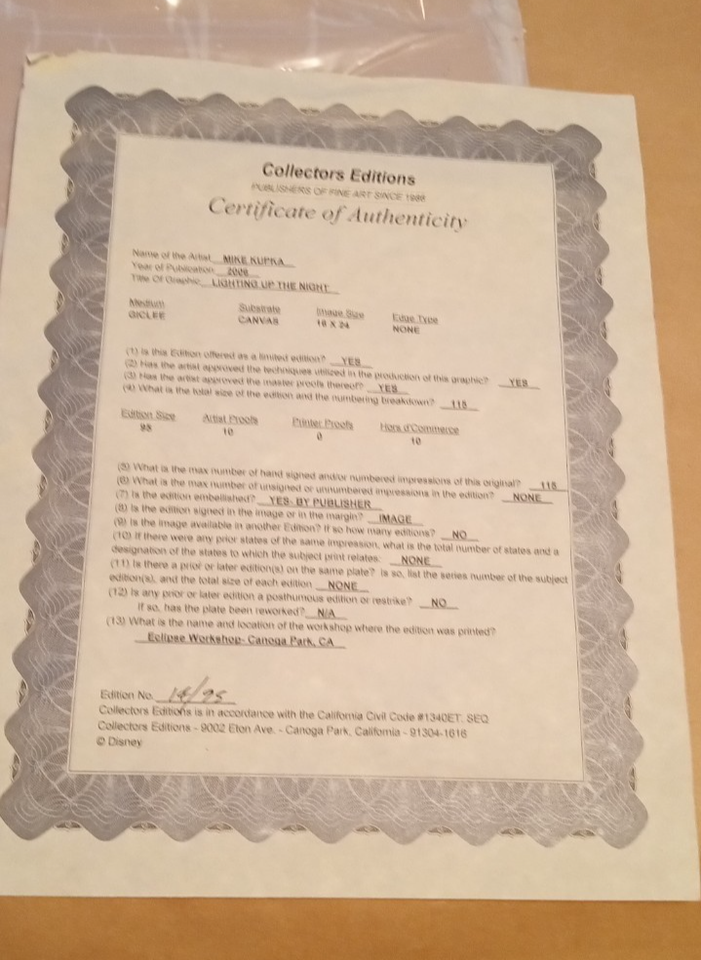 Collectors Editions
PUBLISHERS OF FINE ART SINCE 1986
Certificate of Authenticity
Name of the Artist MIKE KUPKA
Year of Publication 2008
Title Of Graphic LIGHTING UP THE NIGHT
Medium Substrate Image Size Edge Type
GICLEE CANVAS 18 X 24 NONE
(1) Is this Edition offered as a limited edition? YES
(2) Has the artist approved the techniques utilized in the production of this graphic? YES
(3) Has the artist approved the master proofs thereof? YES
(4) What is the total size of the edition and the numbering breakdown? 115
Edition Size Artist Proofs Printer Proofs Hors d'Commerce
95 10 0 10
(5) What is the max number of hand signed and/or numbered impressions of this original? 115
(6) What is the max number of unsigned or unnumbered impressions in the edition? NONE
(7) Is the edition embellished? YES- BY PUBLISHER
(8) Is the edition signed in the image or in the margin? IMAGE
(9) Is the image available in another Edition? If so how many editions? NO
(10) If there were any prior states of the same impression, what is the total number of states and a
designation of the states to which the subject print relates: NONE
(11) Is there a prior or later edition(s) on the same plate? Is so, list the series number of the subject
edition(s), and the total size of each edition NONE
(12) Is any prior or later edition a posthumous edition or restrike? NO
If so, has the plate been reworked? N/A
(13) What is the name and location of the workshop where the edition was printed?
Eclipse Workshop- Canoga Park, CA
Edition No. 14/95
Collectors Editions is in accordance with the California Civil Code #1340ET. SEQ
Collectors Editions - 9002 Eton Ave. - Canoga Park, California - 91304-1616
© Disney